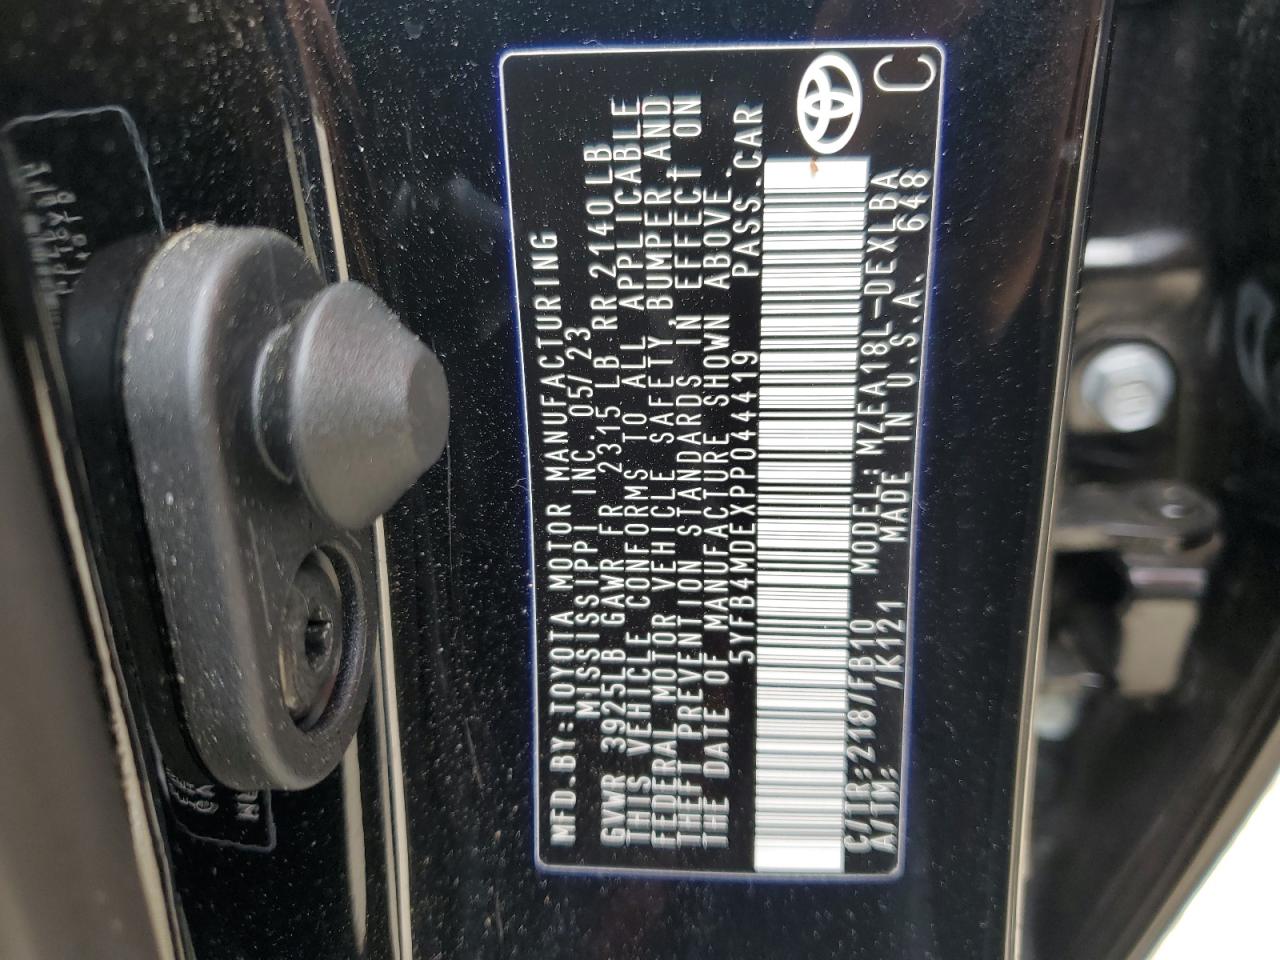 MFD.BY:TOYOTA MOTOR MANUFACTURING
MISSISSIPPI INC. 05/23
GVWR 3925LB GAWR FR 2315LB RR 2140LB
THIS VEHICLE CONFORMS TO ALL APPLICABLE
FEDERAL MOTOR VEHICLE SAFETY, BUMPER AND
THEFT PREVENTION STANDARDS IN EFFECT ON
THE DATE OF MANUFACTURE SHOWN ABOVE.
5YFB4MDEXPP044419 PASS.CAR
C/TR:218/FB10 MODEL:MZEA18L-DEXLBA
A/TM: /K121 MADE IN U.S.A. 648
C